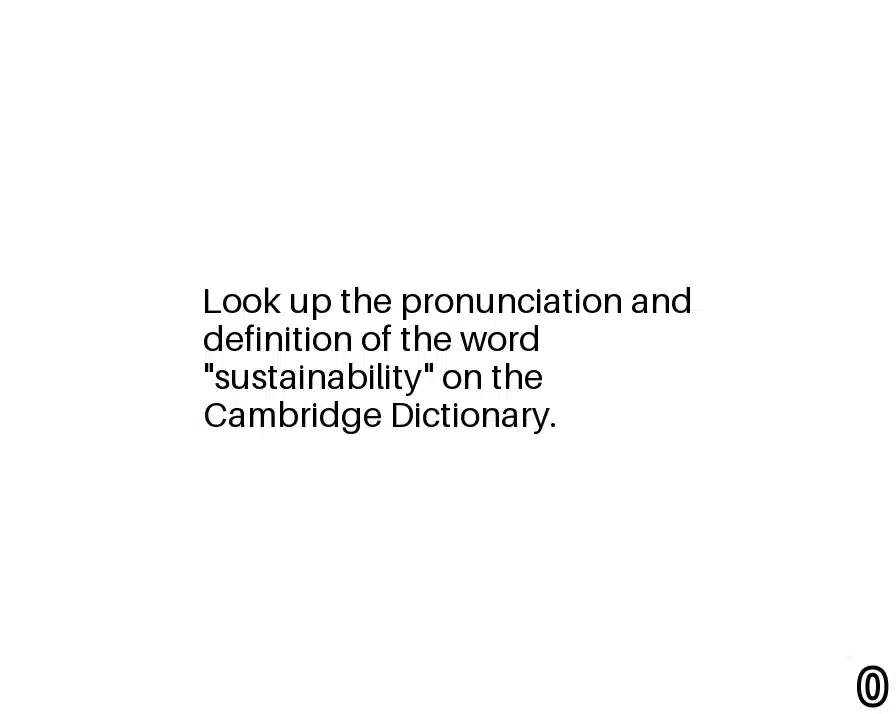 Look up the pronunciation and
definition of the word
"sustainability" on the
Cambridge Dictionary.
0